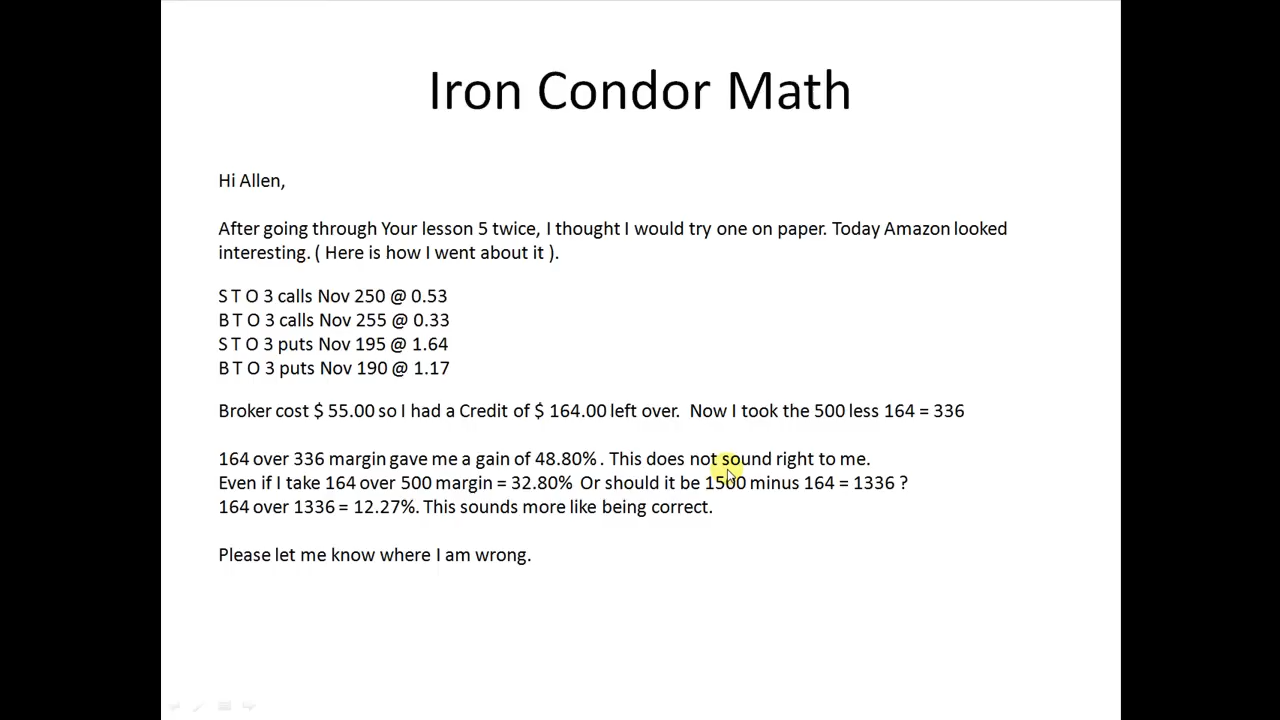 Iron Condor Math
Hi Allen,
After going through Your lesson 5 twice, I thought I would try one on paper. Today Amazon looked
interesting. ( Here is how I went about it ).
S T O 3 calls Nov 250 @ 0.53
B T O 3 calls Nov 255 @ 0.33
S T O 3 puts Nov 195 @ 1.64
B T O 3 puts Nov 190 @ 1.17
Broker cost $ 55.00 so I had a Credit of $ 164.00 left over.  Now I took the 500 less 164 = 336
164 over 336 margin gave me a gain of 48.80% . This does not sound right to me.
Even if I take 164 over 500 margin = 32.80%  Or should it be 1500 minus 164 = 1336 ?
164 over 1336 = 12.27%. This sounds more like being correct.
Please let me know where I am wrong.